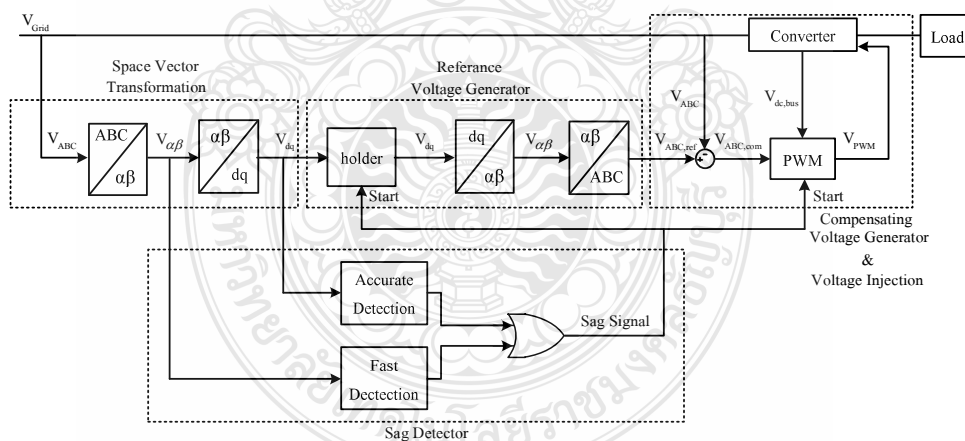 V_Grid
Space Vector
Transformation
Referance
Voltage Generator
Converter
Load
V_ABC
ABC
αβ
V_αβ
αβ
dq
V_dq
holder
Start
V_dq
dq
αβ
V_αβ
αβ
ABC
V_ABC,ref
V_ABC
V_ABC,com
V_dc,bus
PWM
V_PWM
Start
Compensating
Voltage Generator
&
Voltage Injection
Accurate
Detection
Fast
Dectection
Sag Signal
Sag Detector